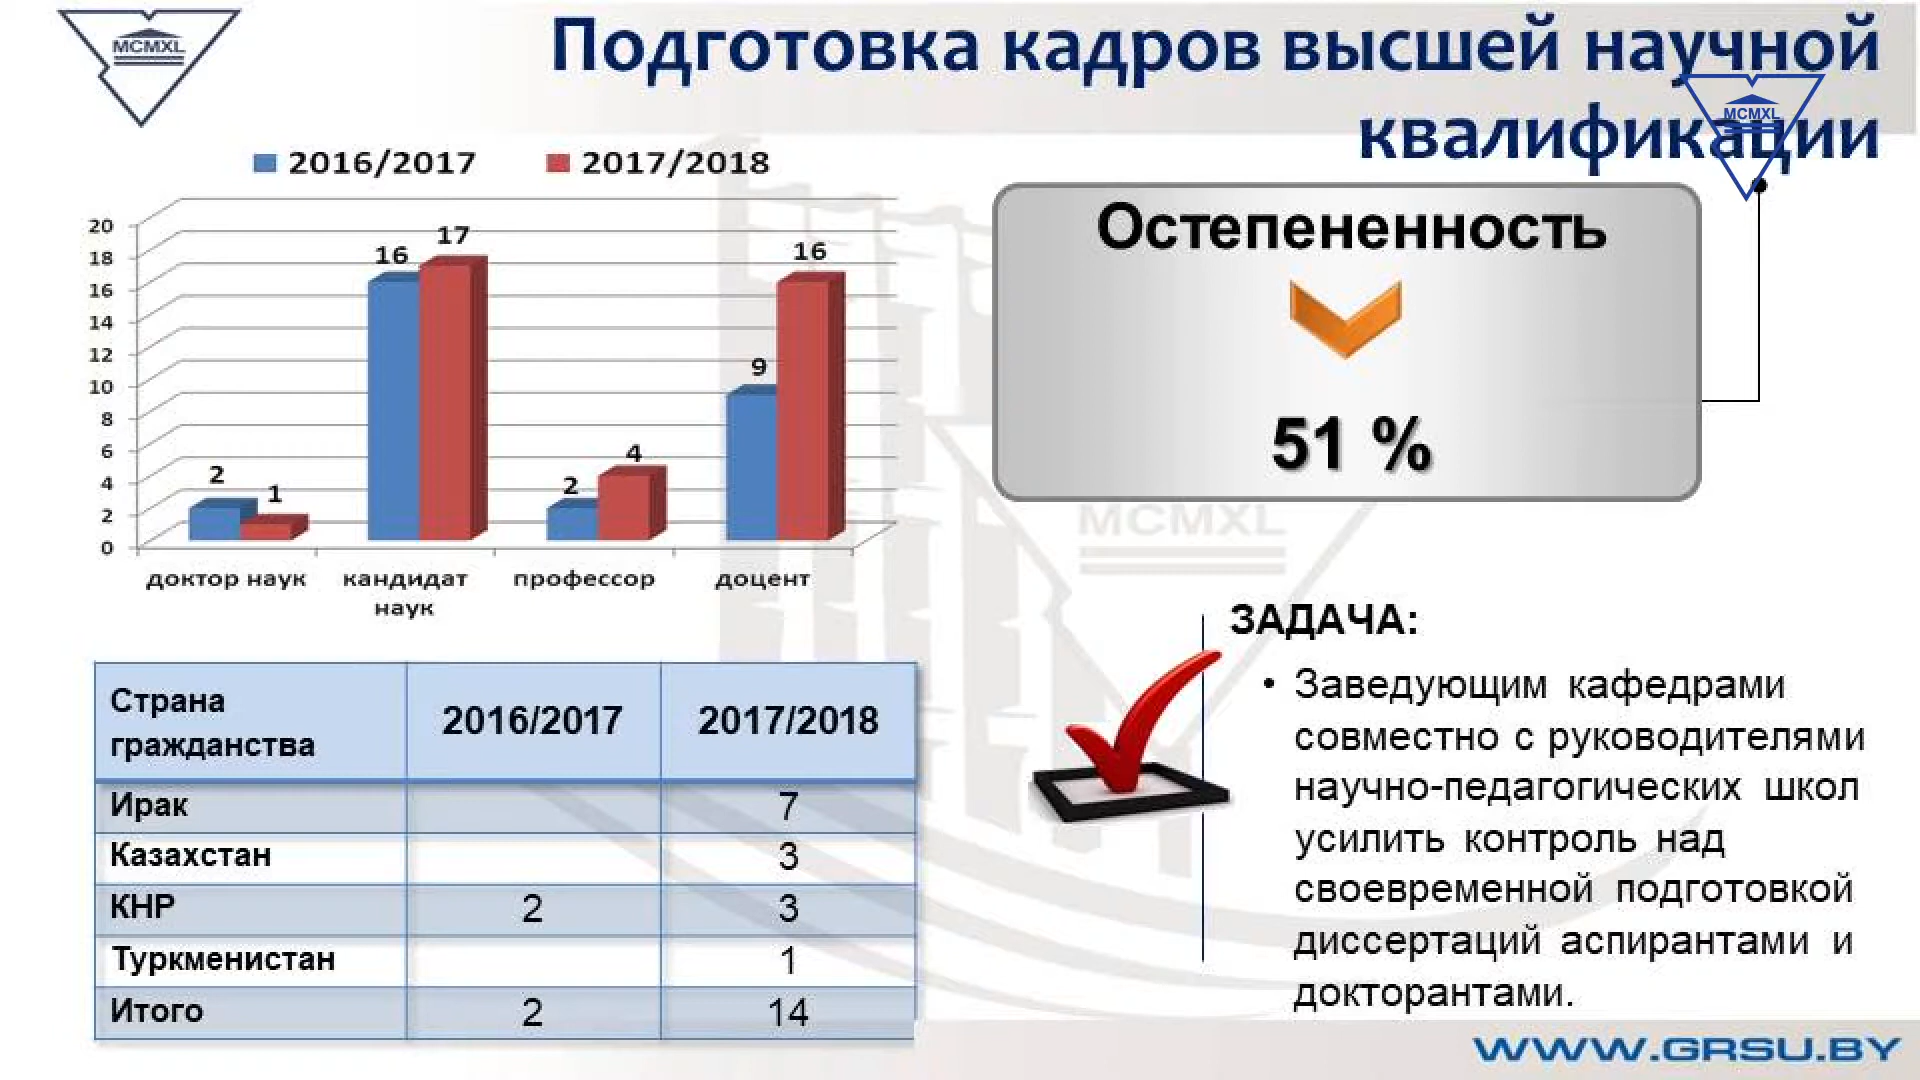 MCMXL
Подготовка кадров высшей научной
квалификации
MCMXL
2016/2017 2017/2018
20
18
16
14
12
10
8
6
4
2
0
2 1 16 17 2 4 9 16
доктор наук кандидат профессор доцент
наук
Остепененность
51 %
MCMXL
Страна
гражданства 2016/2017 2017/2018
Ирак 7
Казахстан 3
КНР 2 3
Туркменистан 1
Итого 2 14
ЗАДАЧА:
• Заведующим кафедрами
совместно с руководителями
научно-педагогических школ
усилить контроль над
своевременной подготовкой
диссертаций аспирантами и
докторантами.
WWW.GRSU.BY